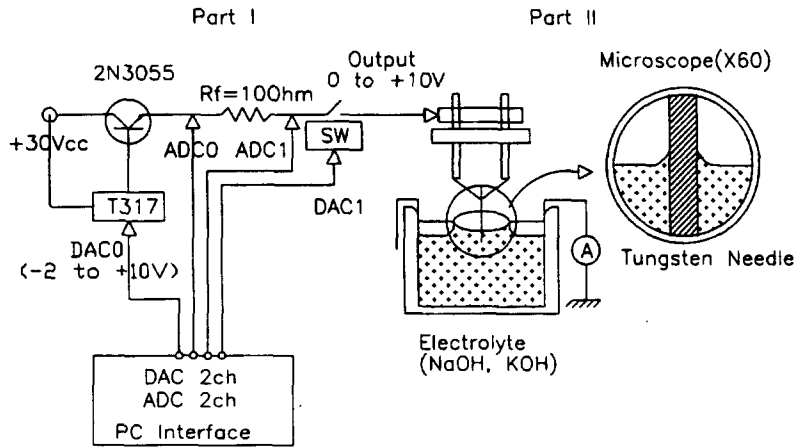 Part I
Part II
2N3055
Rf=10Ohm
Output
0 to +10V
Microscope(X60)
+30Vcc
ADC0
ADC1
SW
DAC1
T317
DAC0
(-2 to +10V)
A
Tungsten Needle
Electrolyte
(NaOH, KOH)
DAC 2ch
ADC 2ch
PC Interface